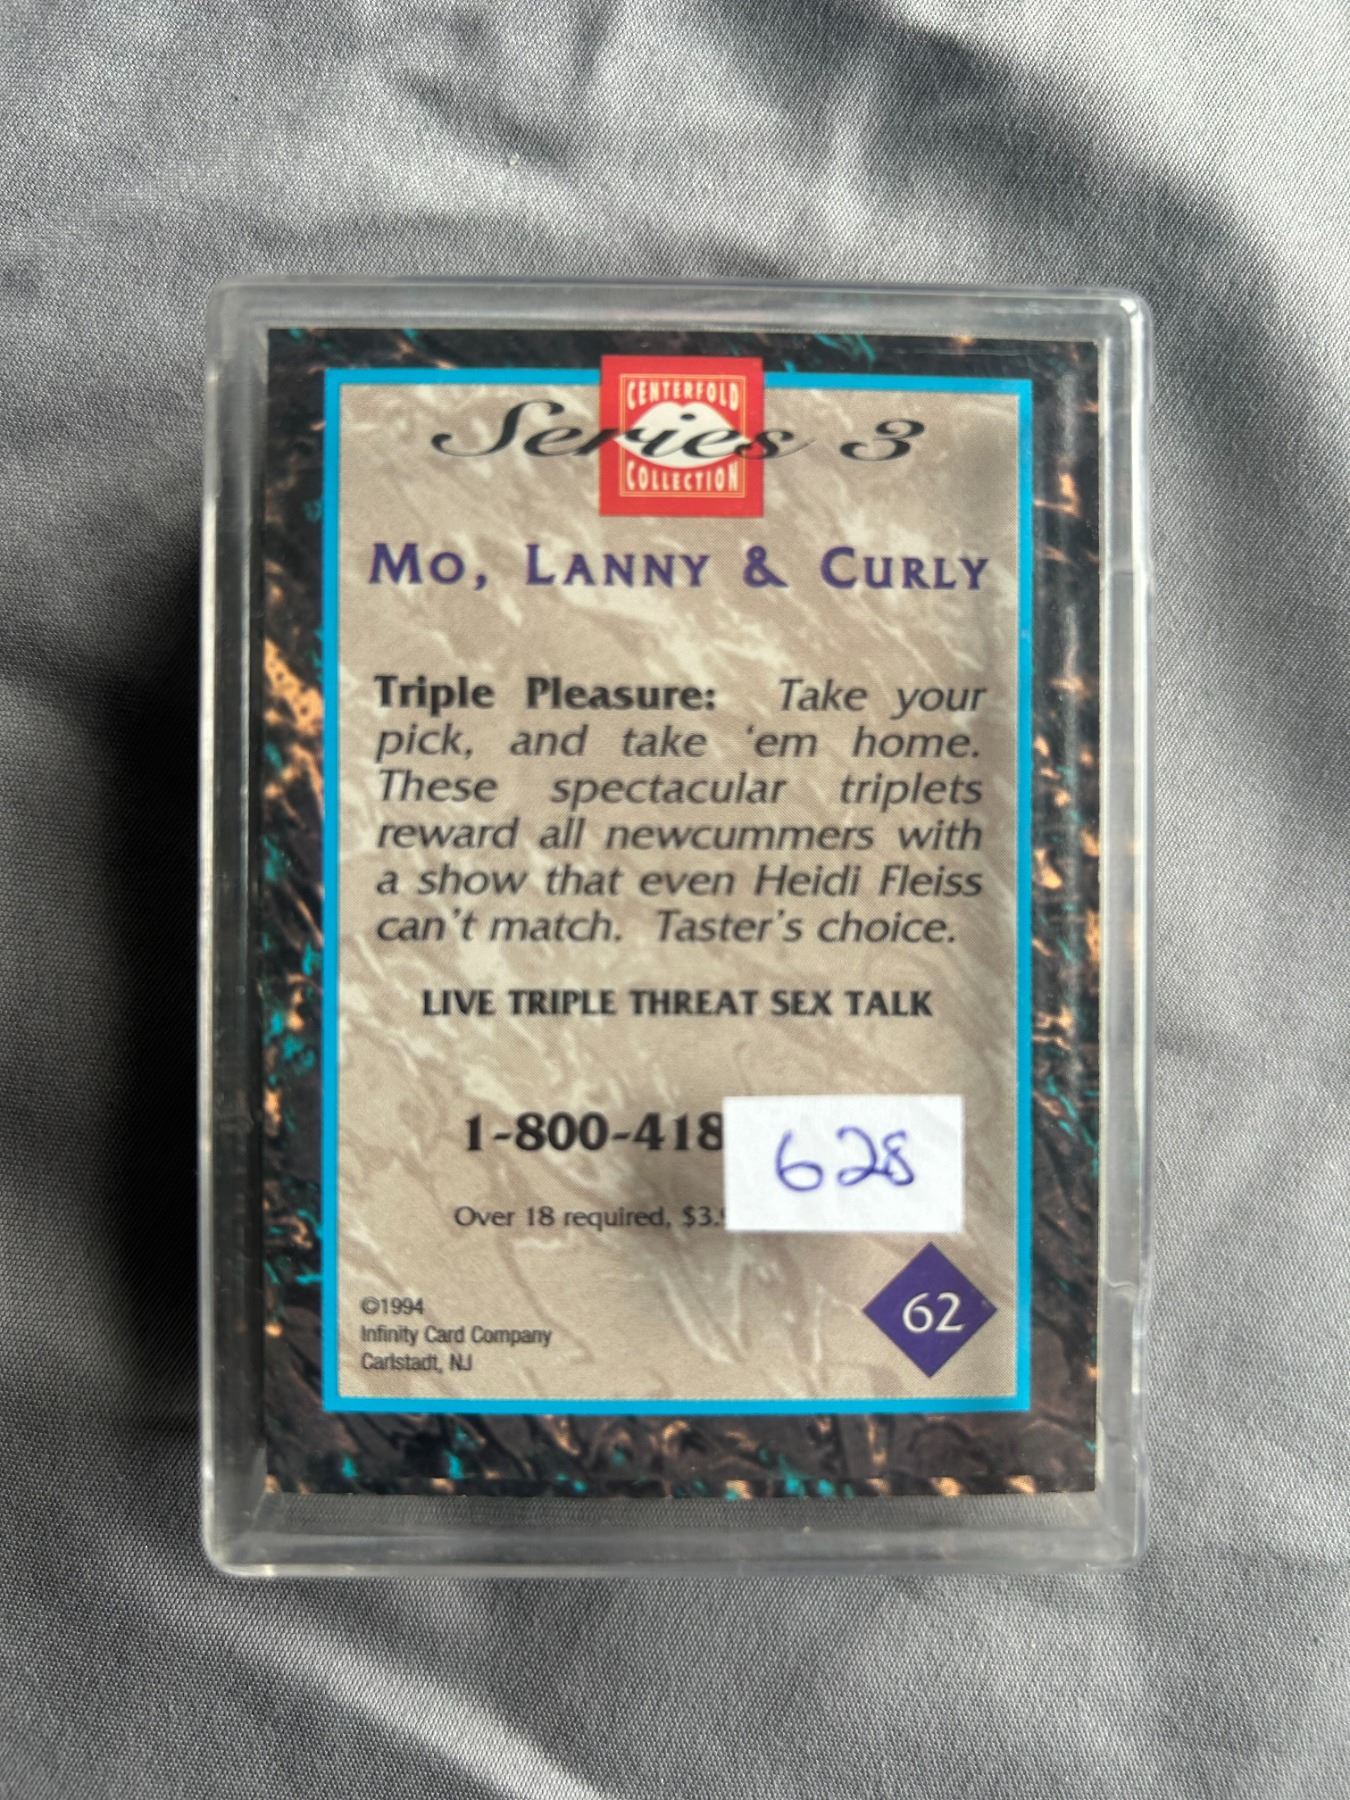 CENTERFOLD
Series 3
COLLECTION
MO, LANNY & CURLY
Triple Pleasure: Take your
pick, and take 'em home.
These spectacular triplets
reward all newcummers with
a show that even Heidi Fleiss
can't match. Taster's choice.
LIVE TRIPLE THREAT SEX TALK
1-800-418
628
Over 18 required, $3.
©1994
Infinity Card Company
Carlstadt, NJ
62